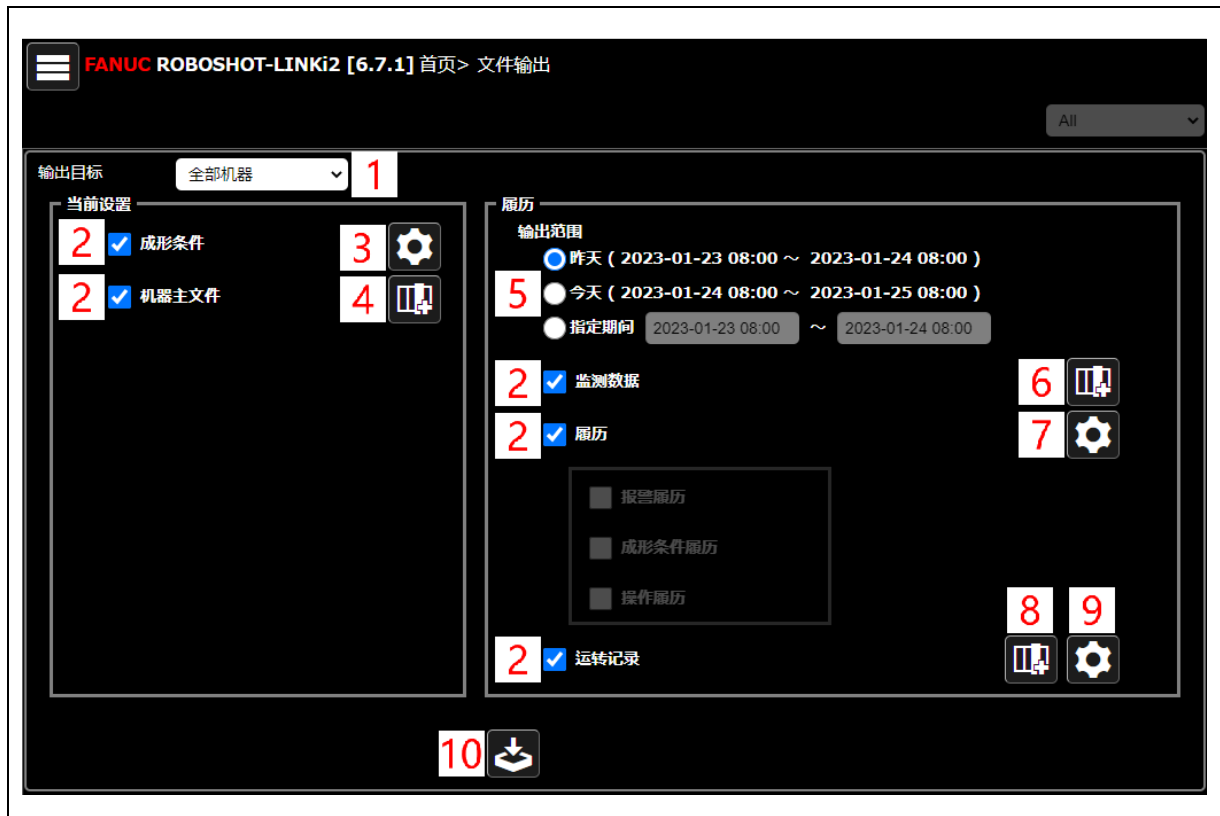 FANUC ROBOSHOT-LINKi2 [6.7.1] 首页> 文件输出
All
输出目标 全部机器 1
当前设置
2 成形条件 3
2 机器主文件 4
履历
输出范围
昨天 ( 2023-01-23 08:00 ～ 2023-01-24 08:00 )
5 今天 ( 2023-01-24 08:00 ～ 2023-01-25 08:00 )
指定期间 2023-01-23 08:00 ～ 2023-01-24 08:00
2 监测数据 6
2 履历 7
报警履历
成形条件履历
操作履历
8 9
2 运转记录
10